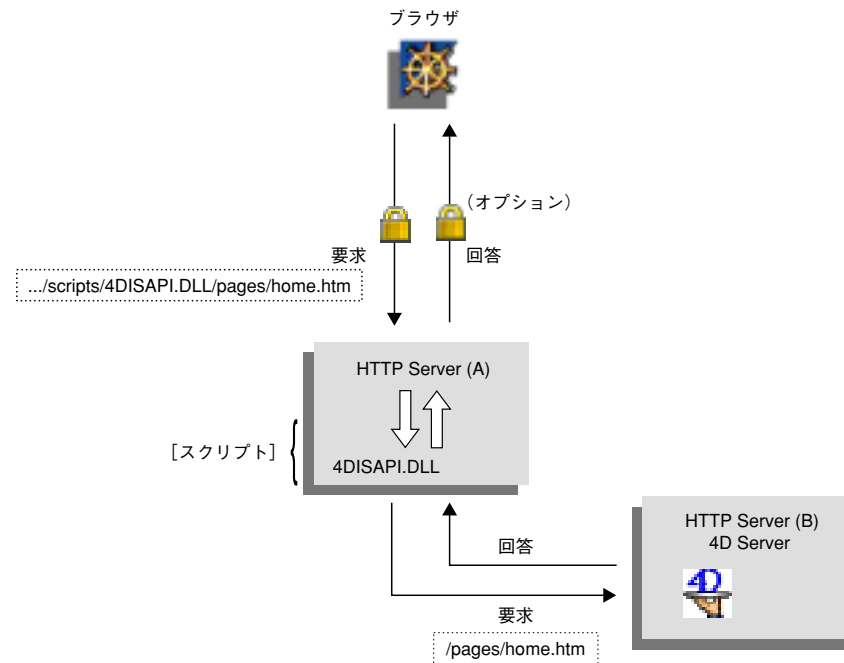 ブラウザ
（オプション）
要求
回答
.../scripts/4DISAPI.DLL/pages/home.htm
HTTP Server (A)
［スクリプト］
4DISAPI.DLL
HTTP Server (B)
4D Server
4D
回答
要求
/pages/home.htm